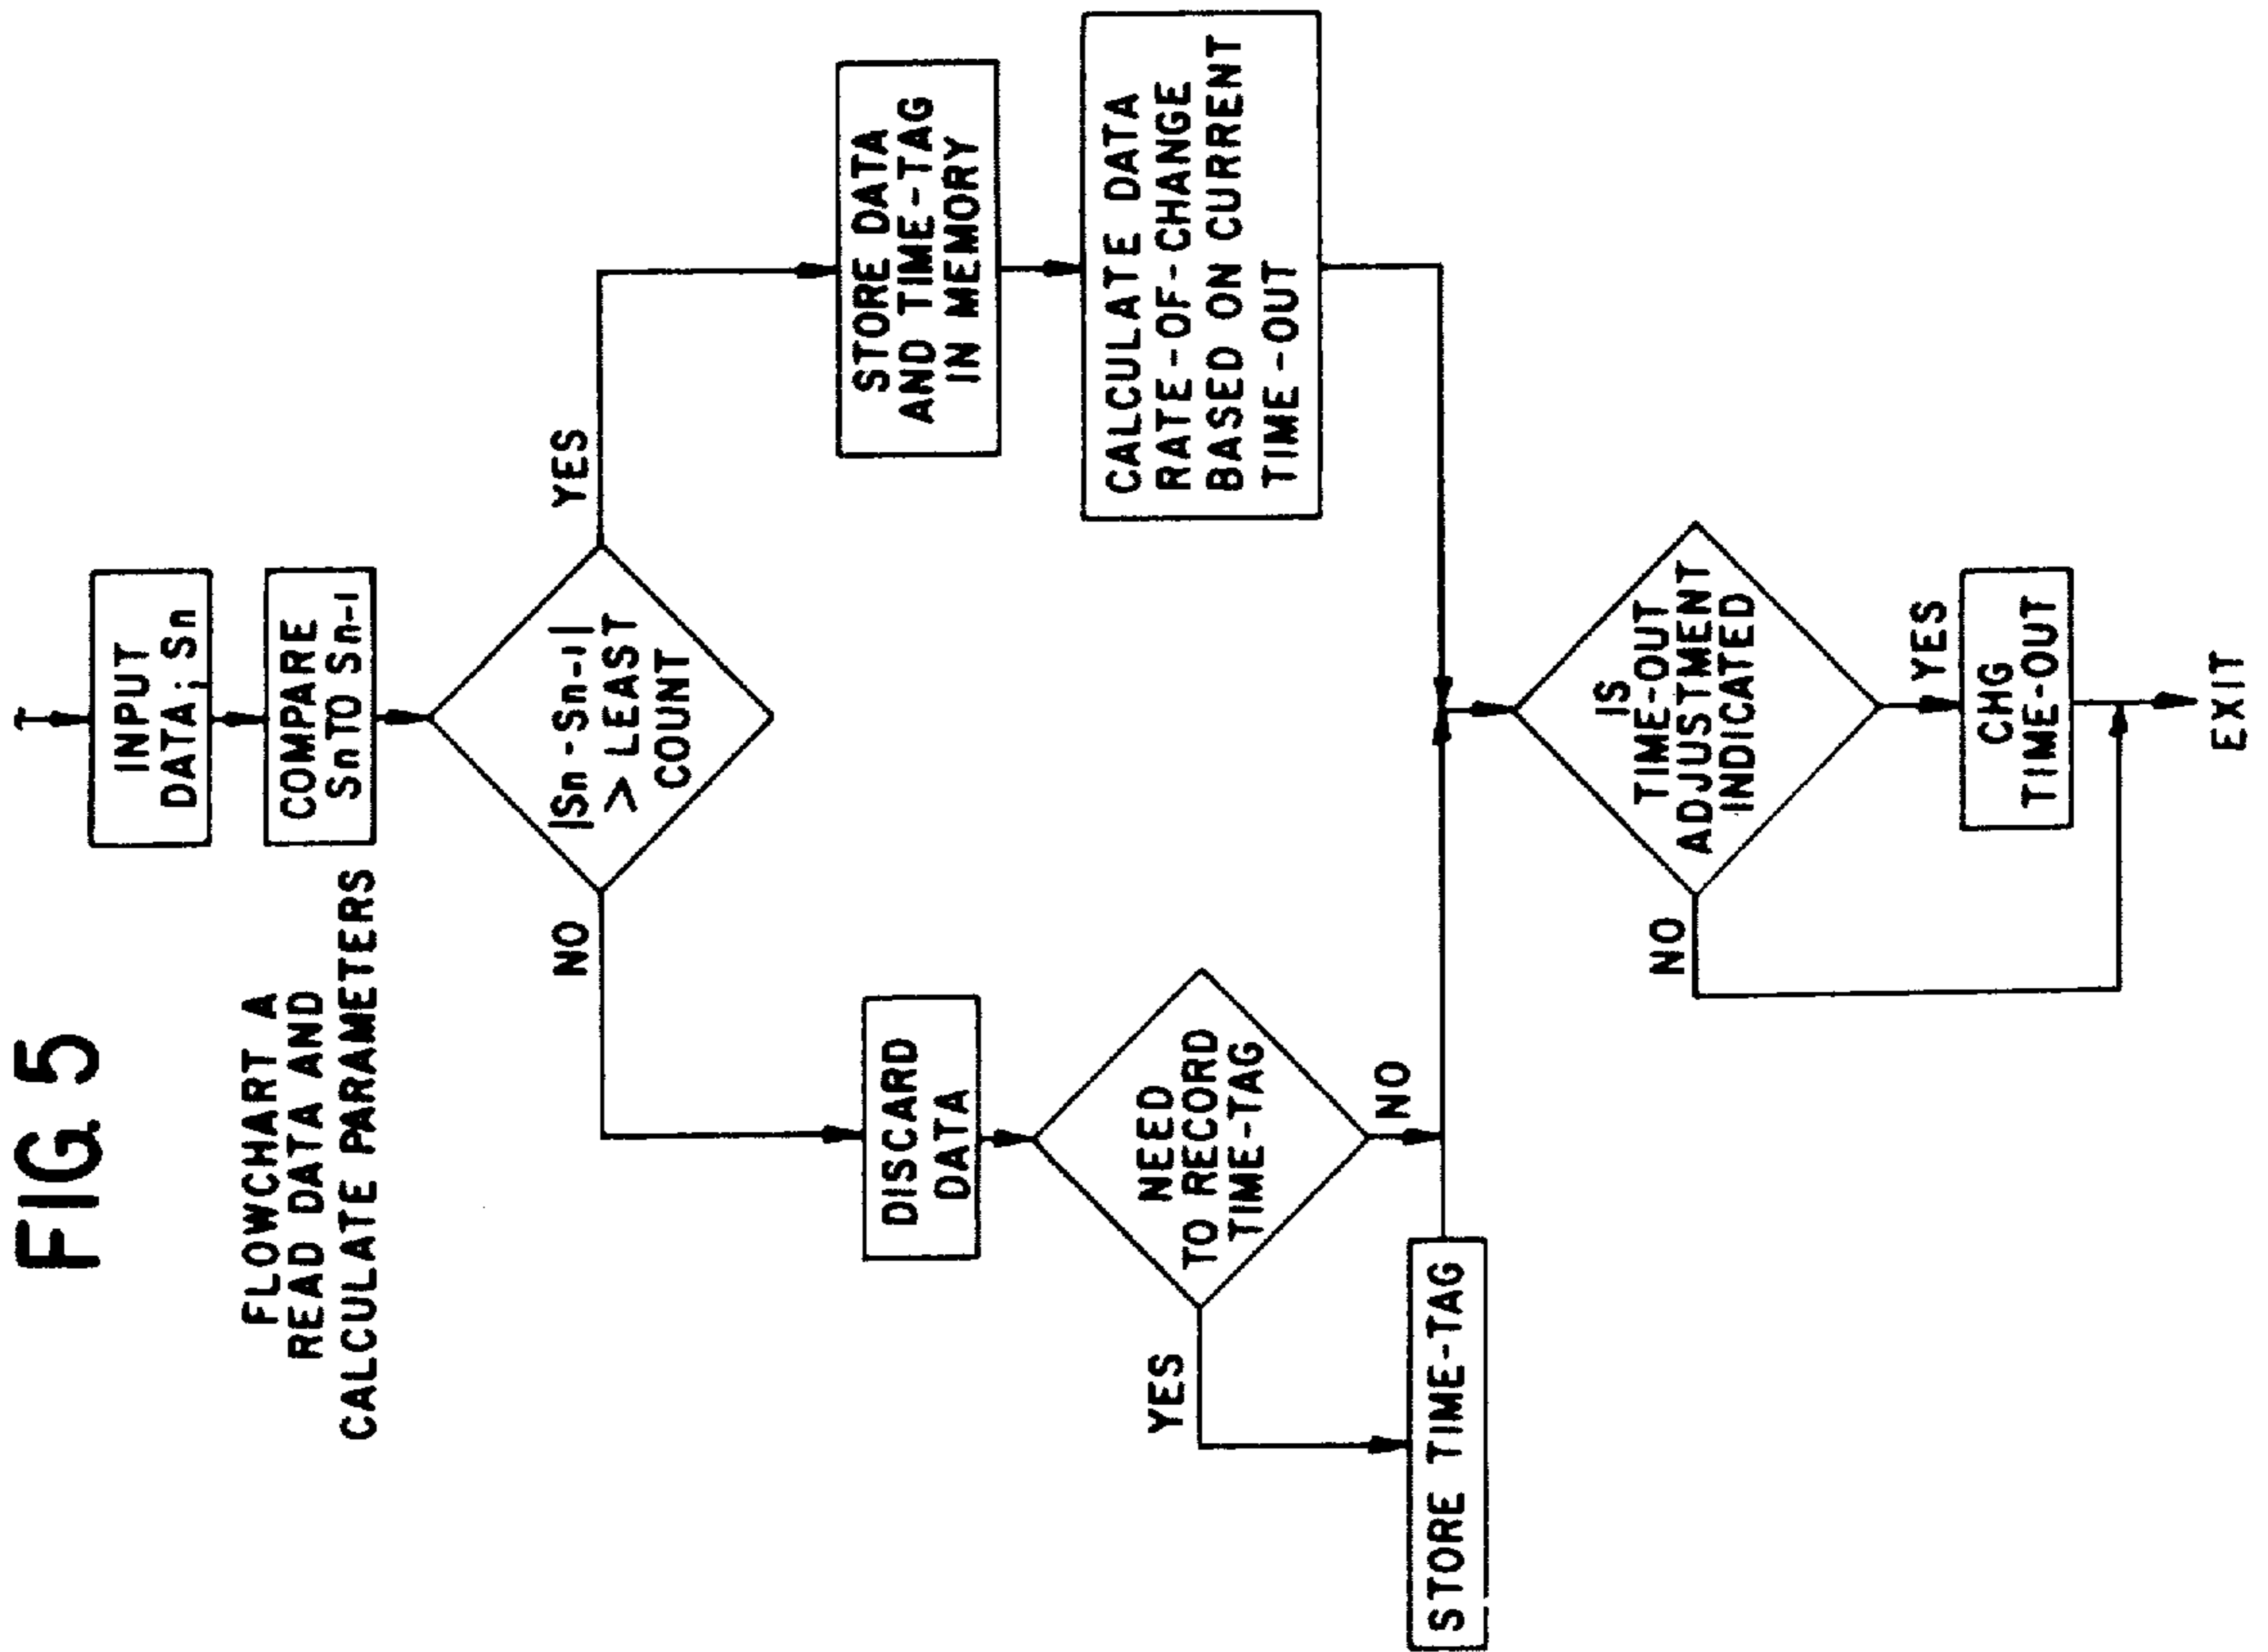 FIG. 5
FLOWCHART A
READ DATA AND
CALCULATE PARAMETERS
INPUT
DATA; Sn
COMPARE
Sn TO Sn-1
|Sn-Sn-1|
> LEAST
COUNT
NO
YES
DISCARD
DATA
NEED
TO RECORD
TIME-TAG
YES
NO
STORE TIME-TAG
STORE DATA
AND TIME-TAG
IN MEMORY
CALCULATE DATA
RATE-OF-CHANGE
BASED ON CURRENT
TIME-OUT
IS
TIME-OUT
ADJUSTMENT
INDICATED
NO
YES
CHG
TIME-OUT
EXIT